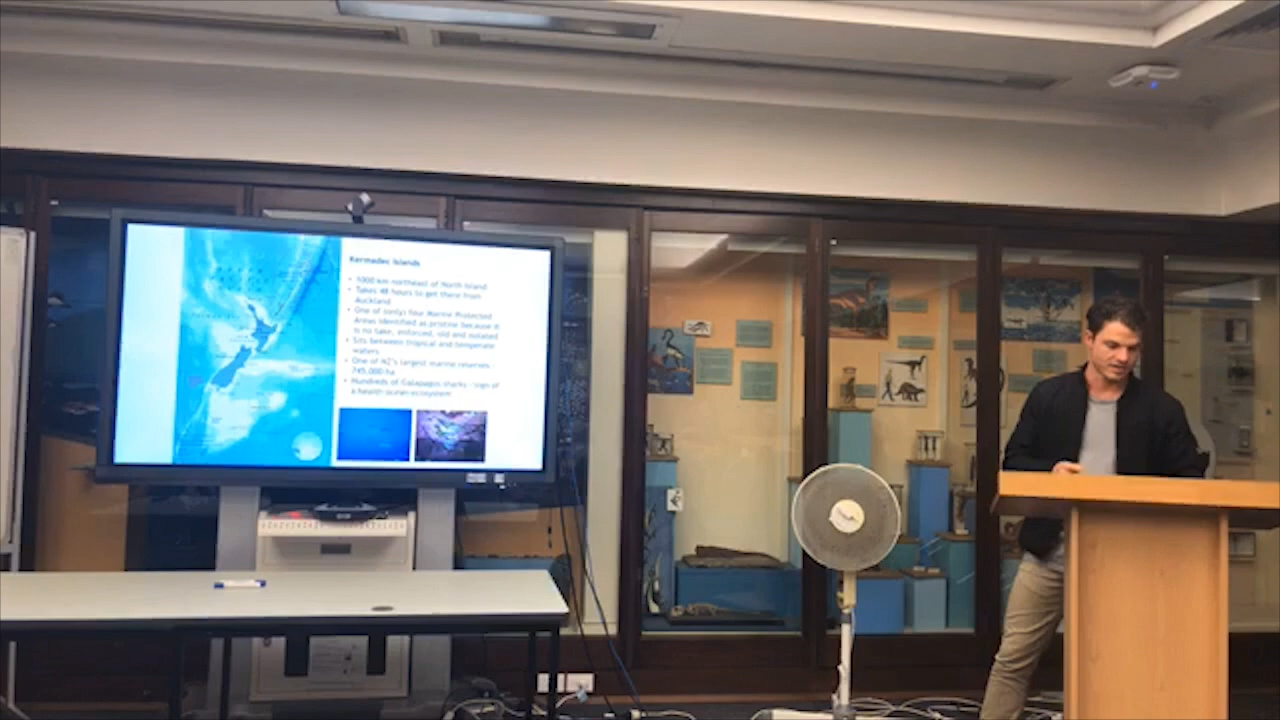 Kermadec Islands
• 1000 km northeast of North Island
• Takes 48 hours to get there from
Auckland
• One of (only) four Marine Protected
Areas identified as pristine because it
is no take, enforced, old and isolated
• Sits between tropical and temperate
waters
• One of NZ's largest marine reserves -
745,000 ha
• Hundreds of Galapagos sharks - sign of
a health ocean ecosystem